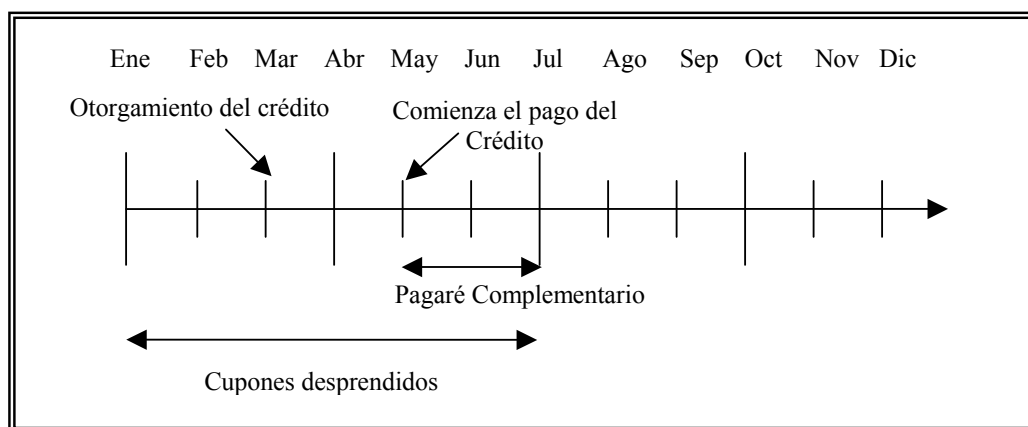 Ene Feb Mar Abr May Jun Jul Ago Sep Oct Nov Dic
Otorgamiento del crédito
Comienza el pago del
Crédito
Pagaré Complementario
Cupones desprendidos